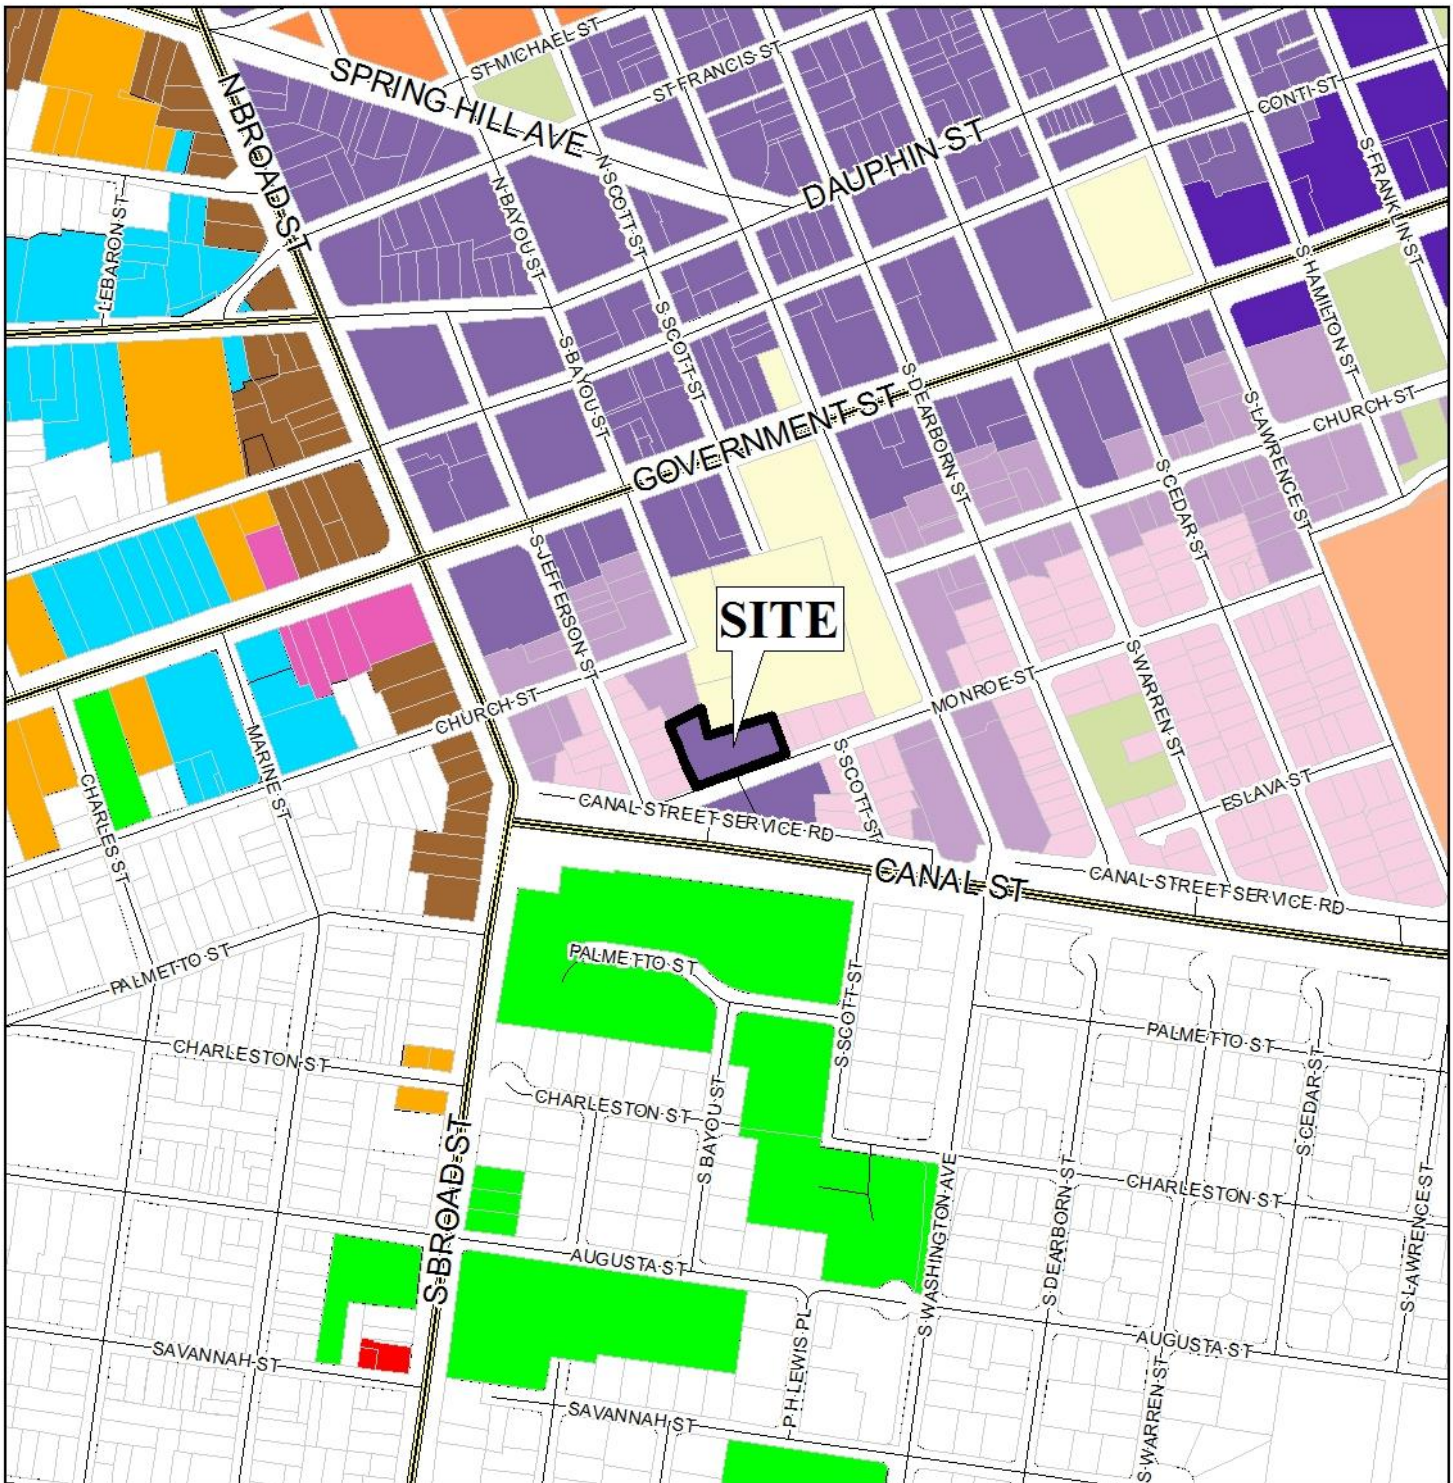 ST MICHAEL ST
ST FRANCIS ST
SPRING HILL AVE
N BROAD ST
CONTI ST
DAUPHIN ST
S FRANKLIN ST
N SCOTT ST
N BAYOU ST
LEBARON ST
S HAMILTON ST
S SCOTT ST
S BAYOU ST
S DEARBORN ST
GOVERNMENT ST
S LAWRENCE ST
CHURCH ST
S CEDAR ST
S JEFFERSON ST
SITE
S WARREN ST
MONROE ST
CHURCH ST
MARINE ST
CHARLES ST
S SCOTT ST
ESLAVA ST
CANAL STREET SERVICE RD
CANAL ST
CANAL STREET SERVICE RD
PALMETTO ST
PALMETTO ST
S SCOTT ST
PALMETTO ST
CHARLESTON ST
S CEDAR ST
CHARLESTON ST
S BAYOU ST
S BROAD ST
S WASHINGTON AVE
S DEARBORN ST
CHARLESTON ST
S LAWRENCE ST
AUGUSTA ST
P H LEWIS PL
AUGUSTA ST
SAVANNAH ST
S WARREN ST
SAVANNAH ST